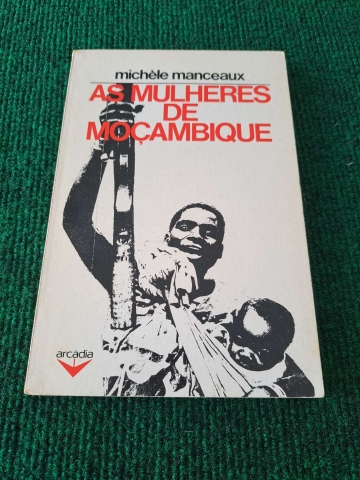 michèle manceaux
AS MULHERES
DE
MOÇAMBIQUE
arcádia